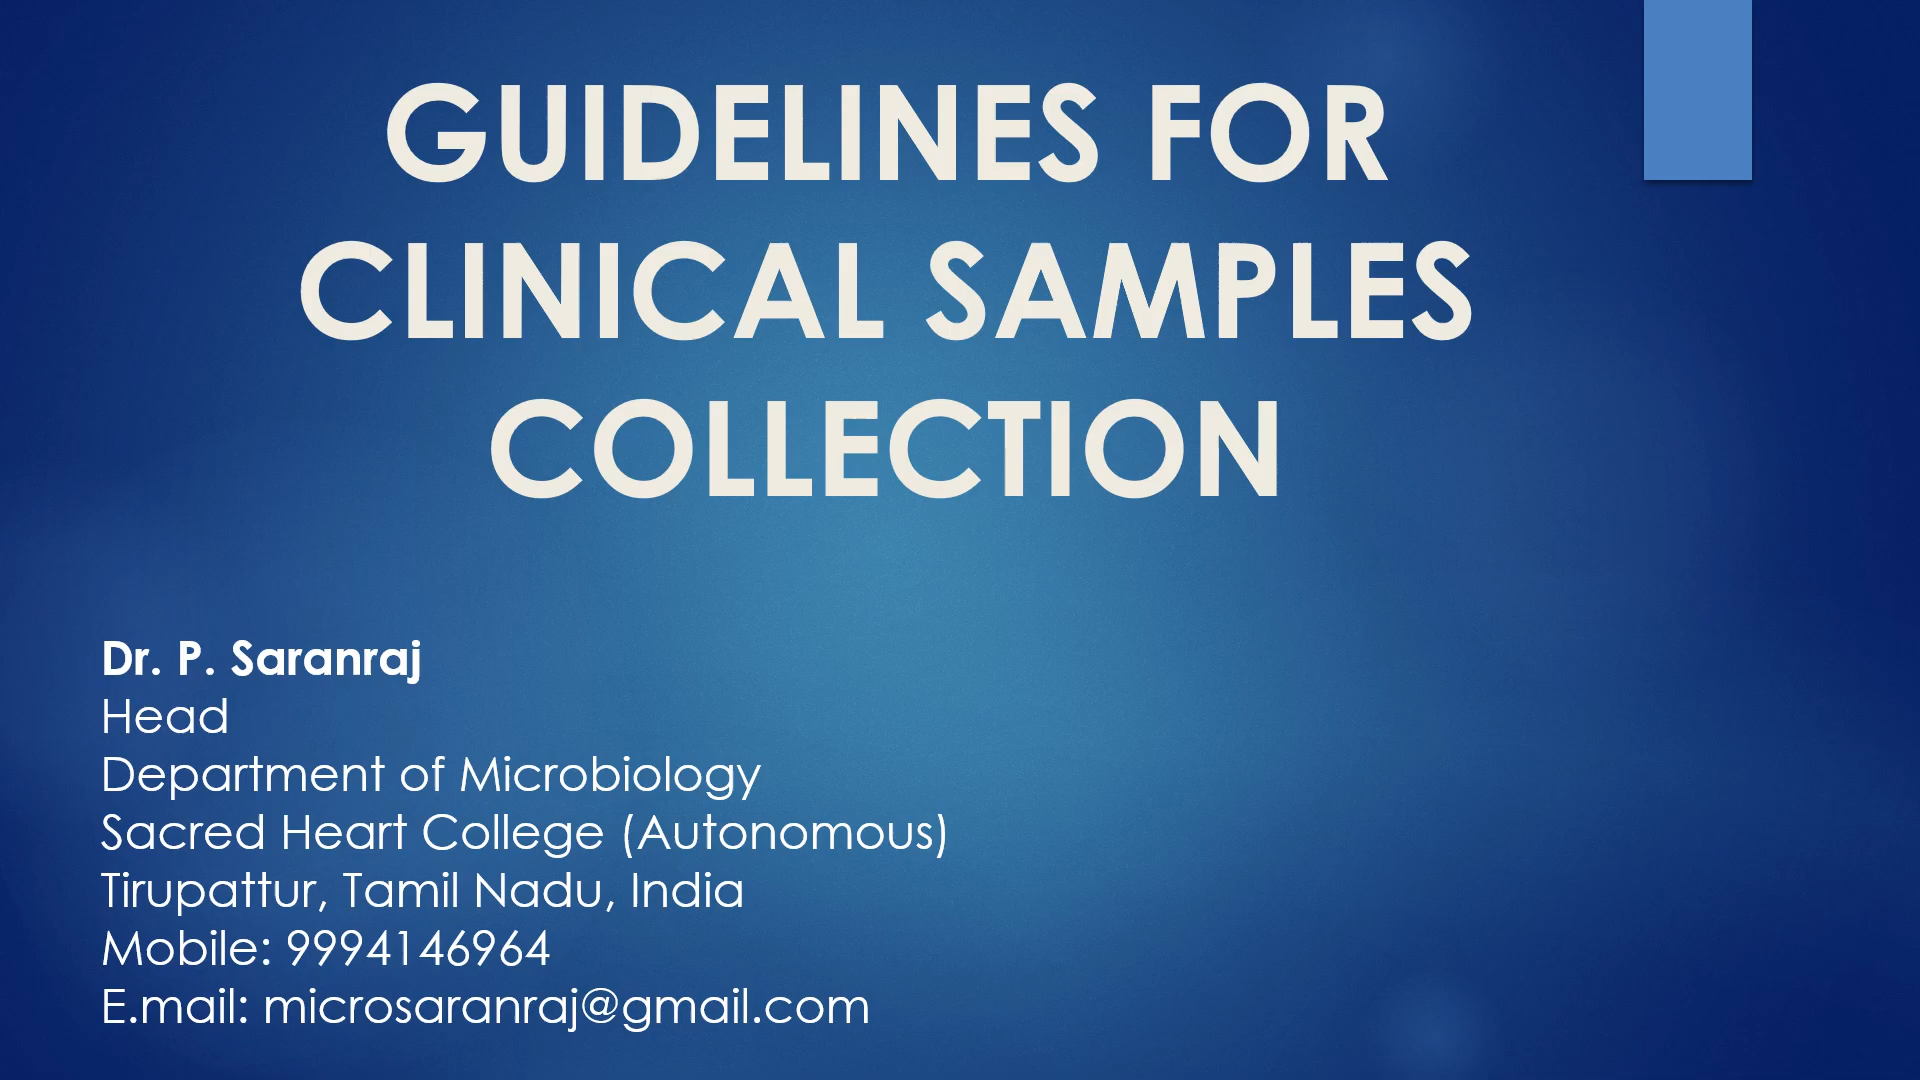 GUIDELINES FOR
CLINICAL SAMPLES
COLLECTION
Dr. P. Saranraj
Head
Department of Microbiology
Sacred Heart College (Autonomous)
Tirupattur, Tamil Nadu, India
Mobile: 9994146964
E.mail: microsaranraj@gmail.com